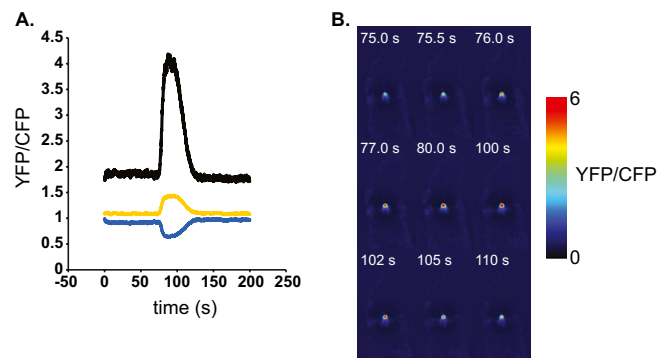 A.
4.5
4
3.5
3
2.5
2
1.5
1
0.5
0
YFP/CFP
-50 0 50 100 150 200 250
time (s)
B.
75.0 s 75.5 s 76.0 s
77.0 s 80.0 s 100 s
102 s 105 s 110 s
6
YFP/CFP
0